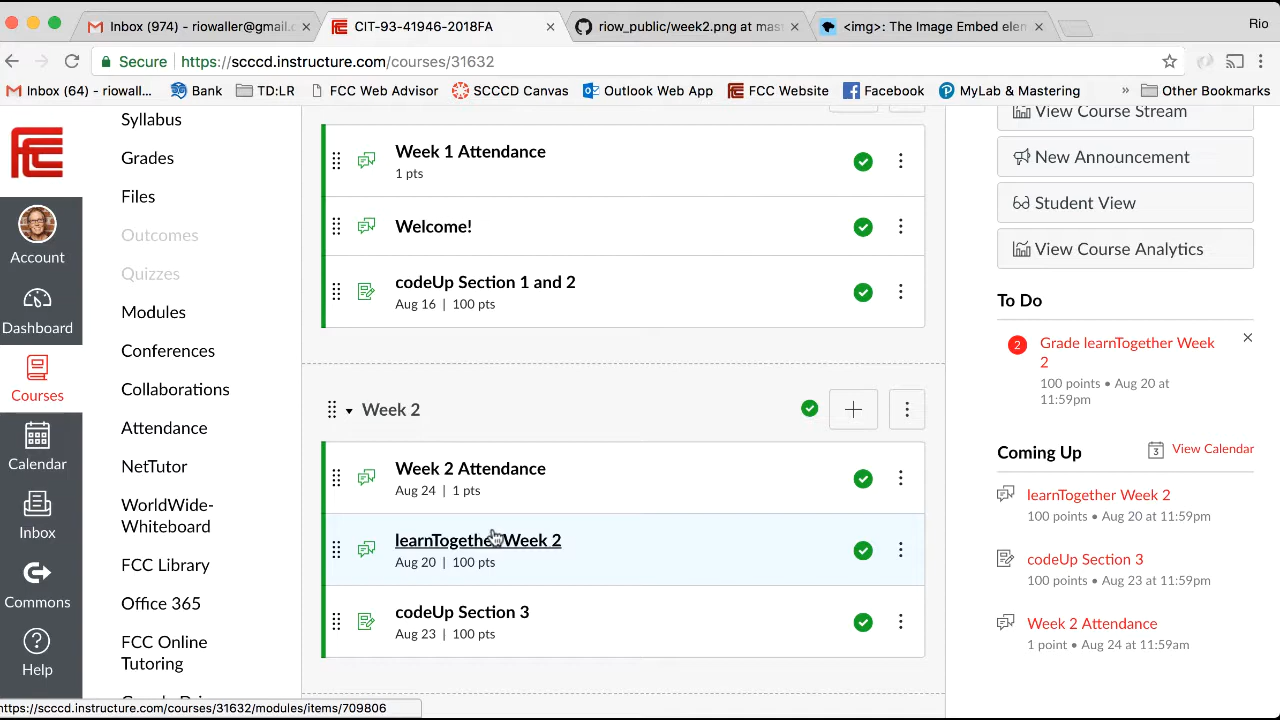 Inbox (974) - riowaller@gmail.c
CIT-93-41946-2018FA
riow_public/week2.png at mas
<img>: The Image Embed elen
Rio
Secure
https://scccd.instructure.com/courses/31632
Inbox (64) - riowall...
Bank
TD:LR
FCC Web Advisor
SCCCD Canvas
Outlook Web App
FCC Website
Facebook
MyLab & Mastering
»
Other Bookmarks
Account
Dashboard
Courses
Calendar
Inbox
Commons
Help
Syllabus
Grades
Files
Outcomes
Quizzes
Modules
Conferences
Collaborations
Attendance
NetTutor
WorldWide-
Whiteboard
FCC Library
Office 365
FCC Online
Tutoring
Week 1 Attendance
1 pts
Welcome!
codeUp Section 1 and 2
Aug 16 | 100 pts
Week 2
Week 2 Attendance
Aug 24 | 1 pts
learnTogether Week 2
Aug 20 | 100 pts
codeUp Section 3
Aug 23 | 100 pts
View Course Stream
New Announcement
Student View
View Course Analytics
To Do
2
Grade learnTogether Week
2
100 points • Aug 20 at
11:59pm
Coming Up
3
View Calendar
learnTogether Week 2
100 points • Aug 20 at 11:59pm
codeUp Section 3
100 points • Aug 23 at 11:59pm
Week 2 Attendance
1 point • Aug 24 at 11:59am
https://scccd.instructure.com/courses/31632/modules/items/709806